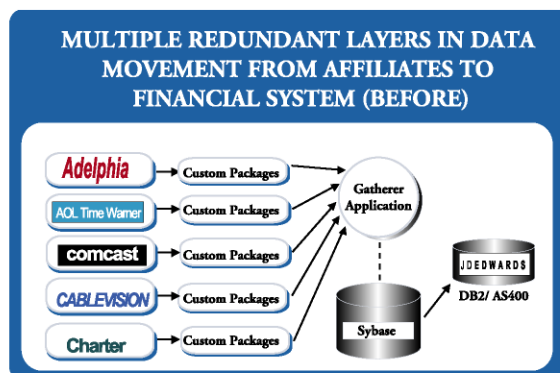 MULTIPLE REDUNDANT LAYERS IN DATA
MOVEMENT FROM AFFILIATES TO
FINANCIAL SYSTEM (BEFORE)
Adelphia
Custom Packages
AOL Time Warner
Custom Packages
comcast
Custom Packages
CABLEVISION
Custom Packages
Charter
Custom Packages
Gatherer
Application
Sybase
JDEDWARDS
DB2/ AS400